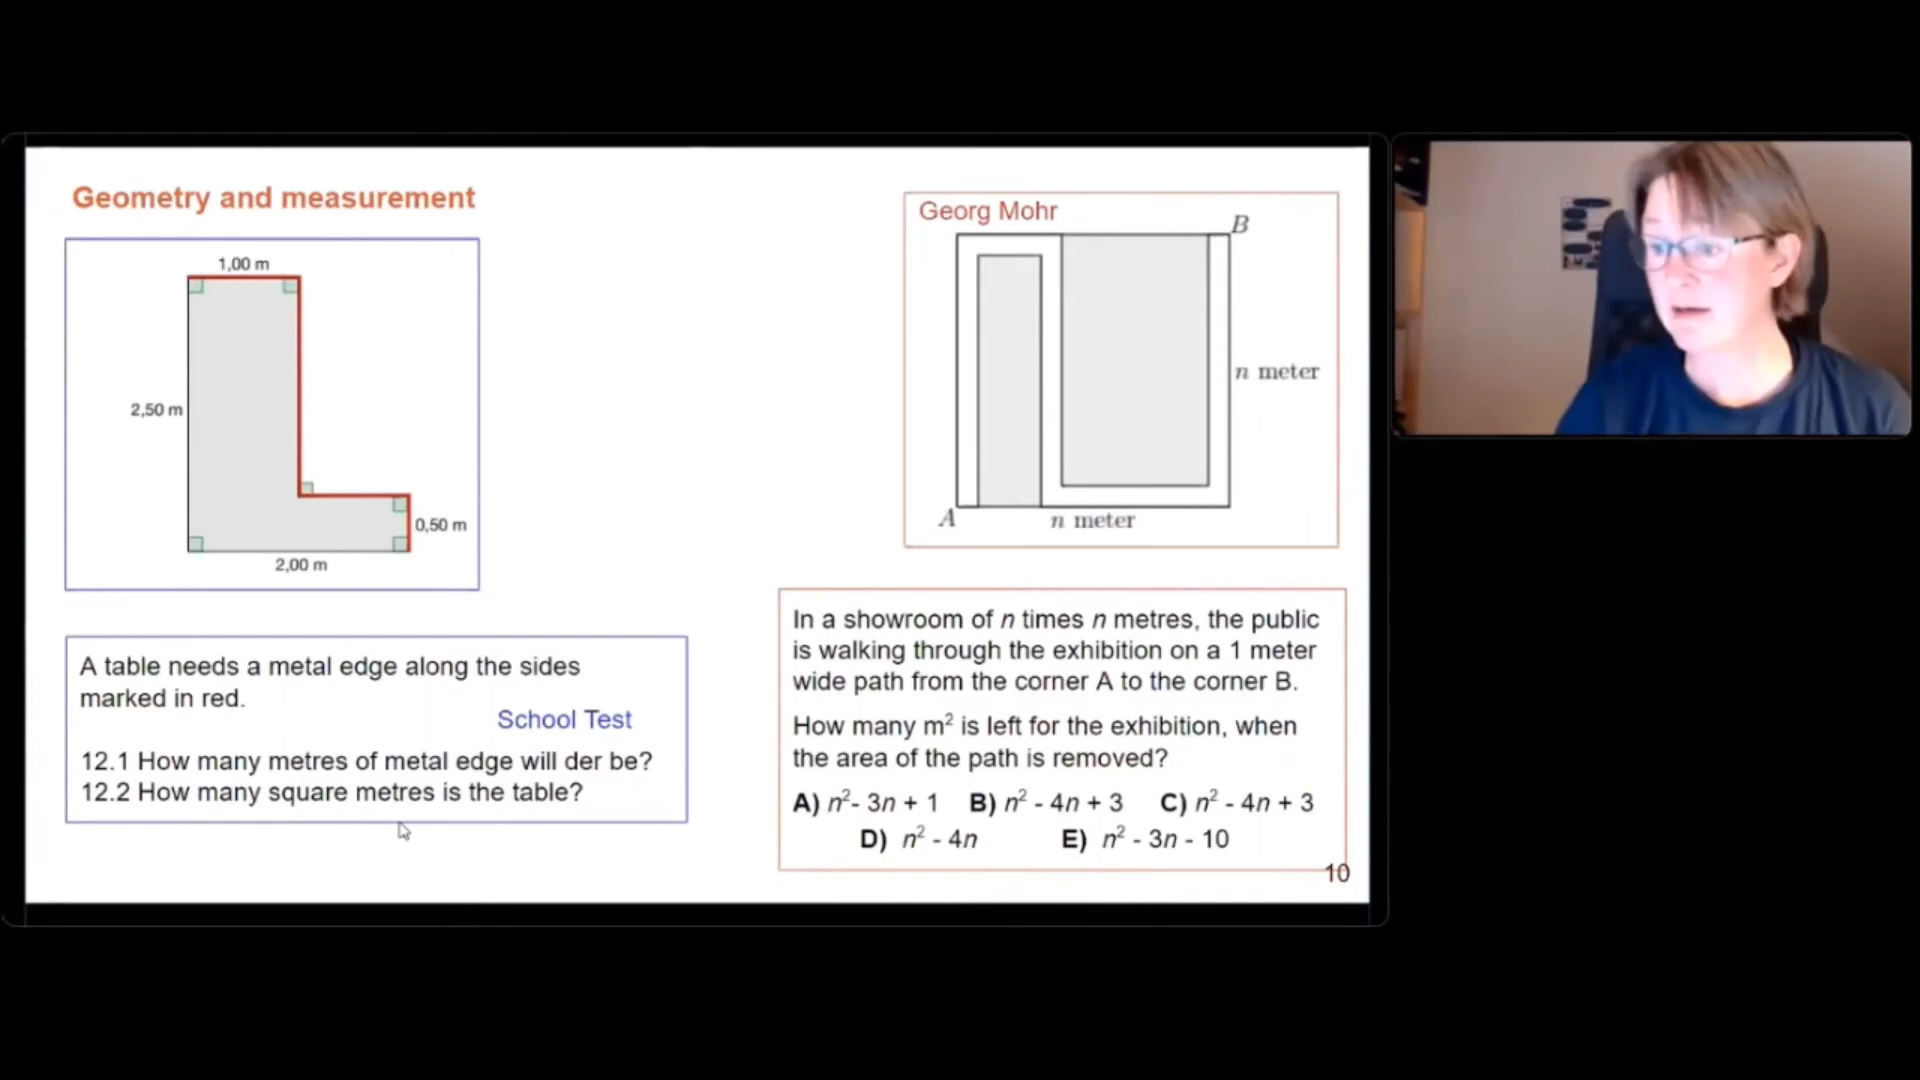 Geometry and measurement
1,00 m
2,50 m
0,50 m
2,00 m
A table needs a metal edge along the sides
marked in red.
School Test
12.1 How many metres of metal edge will der be?
12.2 How many square metres is the table?
Georg Mohr
B
n meter
A
n meter
In a showroom of n times n metres, the public
is walking through the exhibition on a 1 meter
wide path from the corner A to the corner B.
How many m² is left for the exhibition, when
the area of the path is removed?
A) n²- 3n + 1 B) n² - 4n + 3 C) n² - 4n + 3
D) n² - 4n E) n² - 3n - 10
10